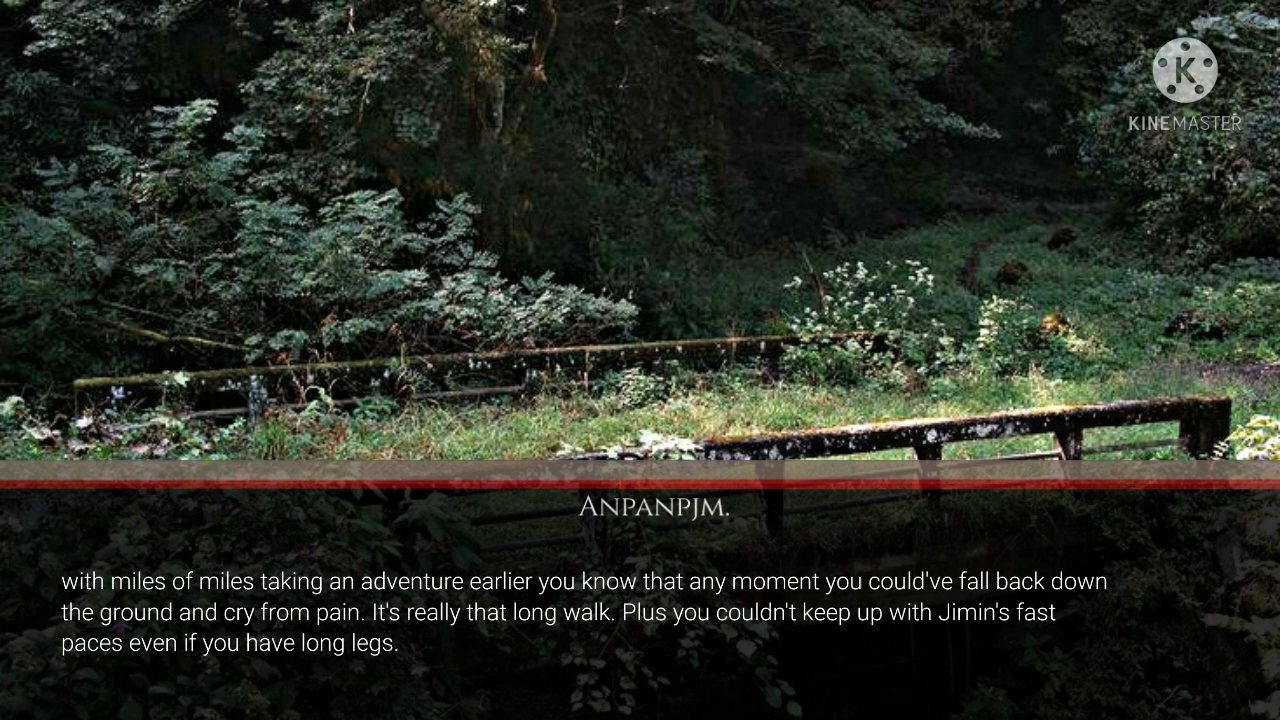 K
KINEMASTER
ANPANPJM.
with miles of miles taking an adventure earlier you know that any moment you could've fall back down
the ground and cry from pain. It's really that long walk. Plus you couldn't keep up with Jimin's fast
paces even if you have long legs.